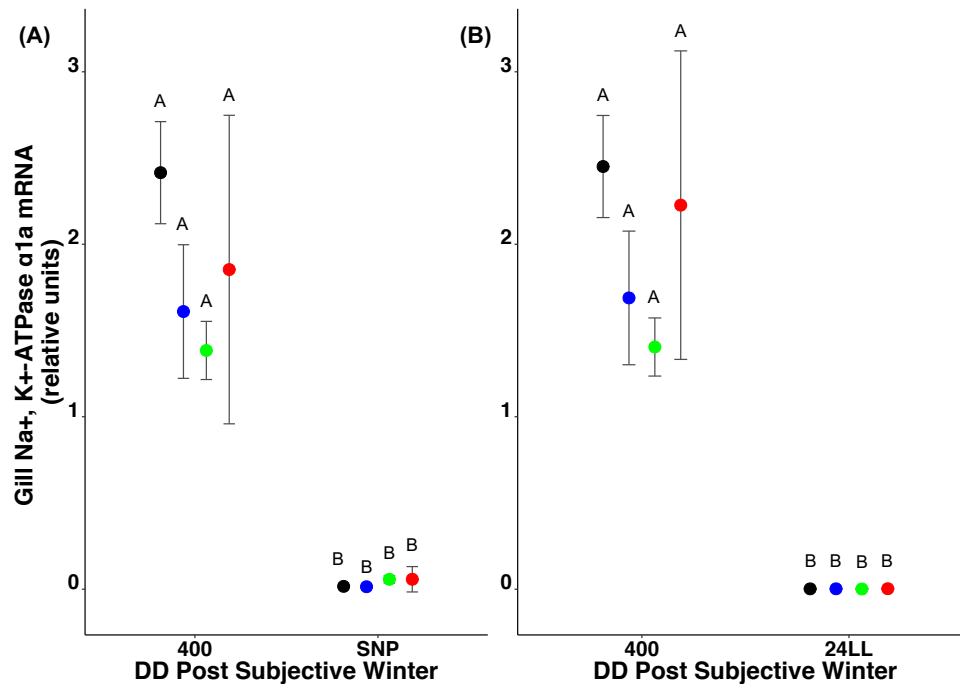 (A)
(B)
Gill Na+, K+-ATPase α1a mRNA
(relative units)
3
2
1
0
A
A
A
A
B
B
B
B
400
SNP
DD Post Subjective Winter
3
2
1
0
A
A
A
A
B
B
B
B
400
24LL
DD Post Subjective Winter